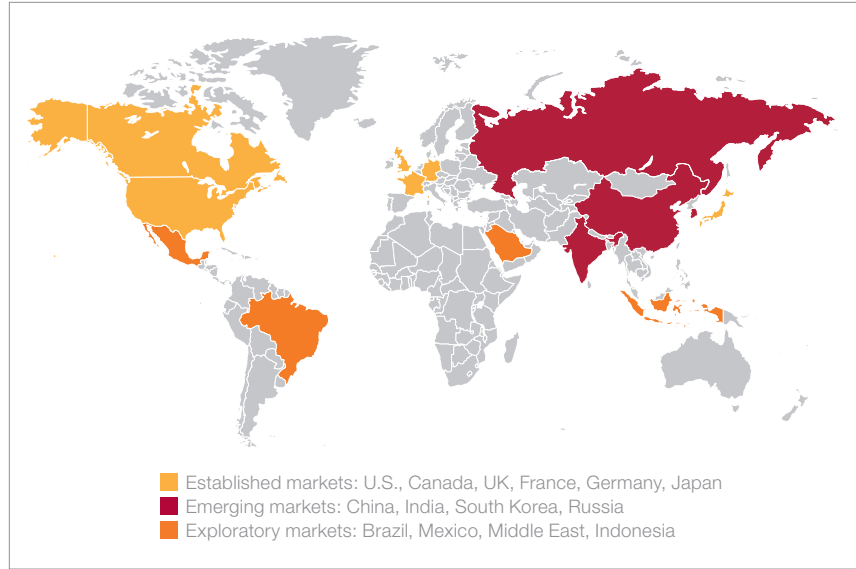 Established markets: U.S., Canada, UK, France, Germany, Japan
Emerging markets: China, India, South Korea, Russia
Exploratory markets: Brazil, Mexico, Middle East, Indonesia